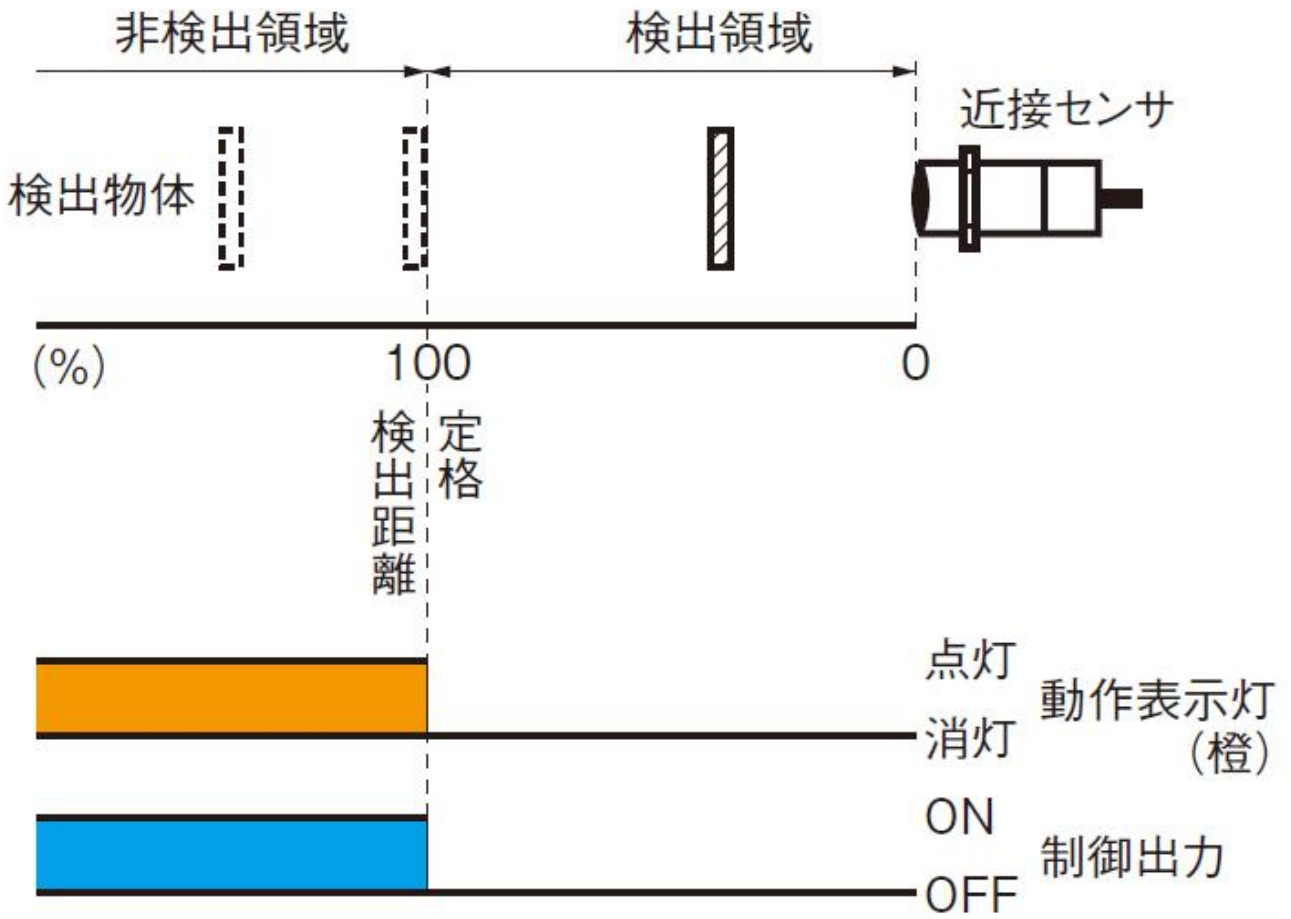 非検出領域
検出領域
近接センサ
検出物体
(%)
100
0
定格
検出距離
点灯
消灯
動作表示灯
(橙)
ON
OFF
制御出力